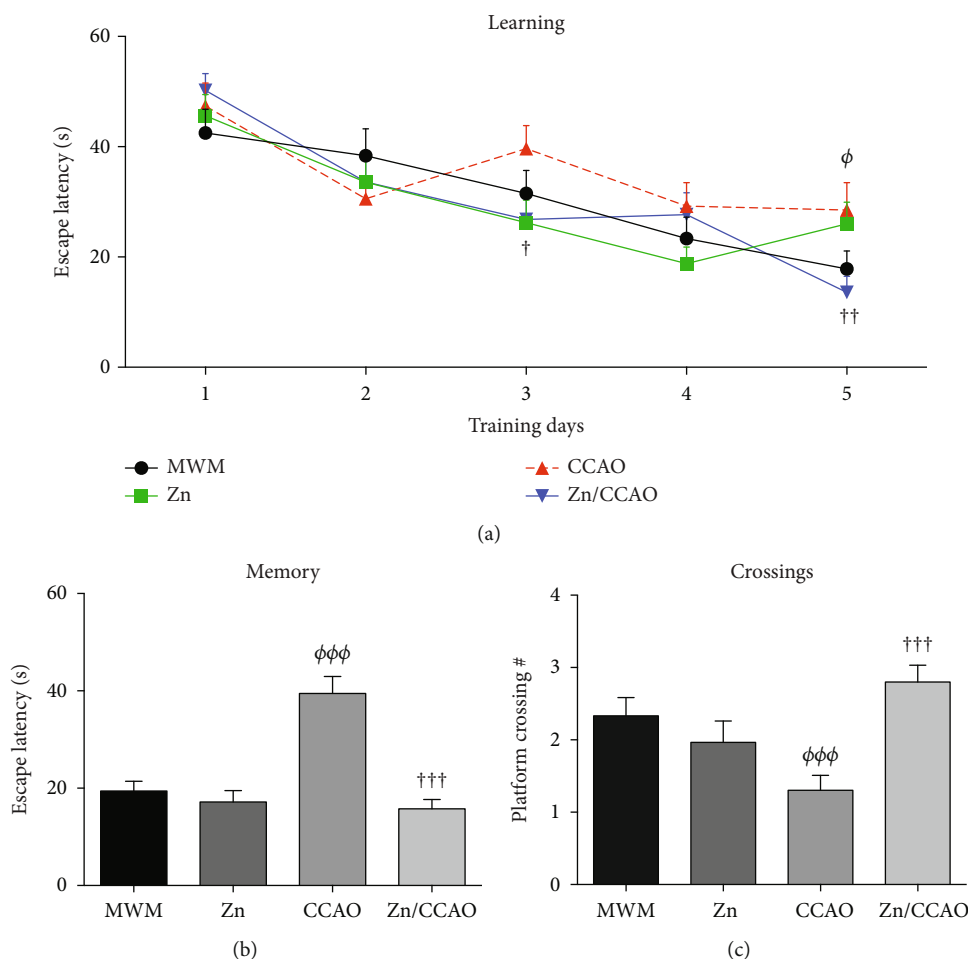 Learning
60
40
20
0
Escape latency (s)
ϕ
†
††
1 2 3 4 5
Training days
MWM CCAO
Zn Zn/CCAO
(a)
Memory
60
40
20
0
Escape latency (s)
ϕϕϕ
†††
MWM Zn CCAO Zn/CCAO
(b)
Crossings
4
3
2
1
0
Platform crossing #
†††
ϕϕϕ
MWM Zn CCAO Zn/CCAO
(c)